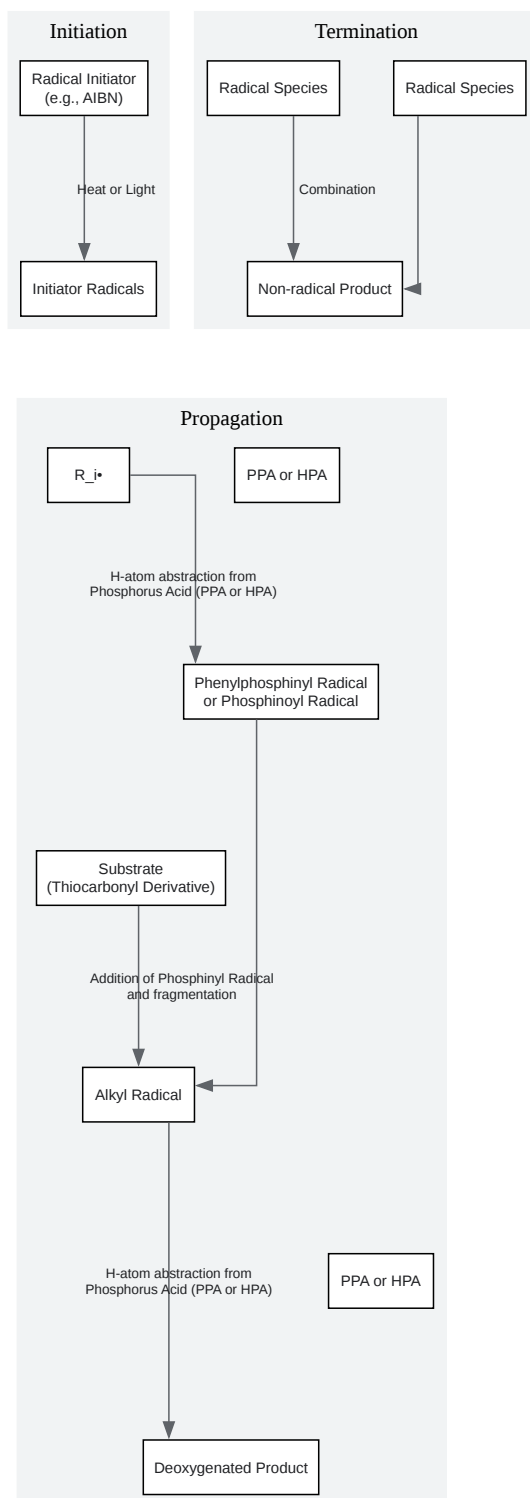 Initiation
Radical Initiator
(e.g., AIBN)
Heat or Light
Initiator Radicals
Termination
Radical Species
Radical Species
Combination
Non-radical Product
Propagation
R_i•
PPA or HPA
H-atom abstraction from
Phosphorus Acid (PPA or HPA)
Phenylphosphinyl Radical
or Phosphinoyl Radical
Substrate
(Thiocarbonyl Derivative)
Addition of Phosphinyl Radical
and fragmentation
Alkyl Radical
H-atom abstraction from
Phosphorus Acid (PPA or HPA)
PPA or HPA
Deoxygenated Product